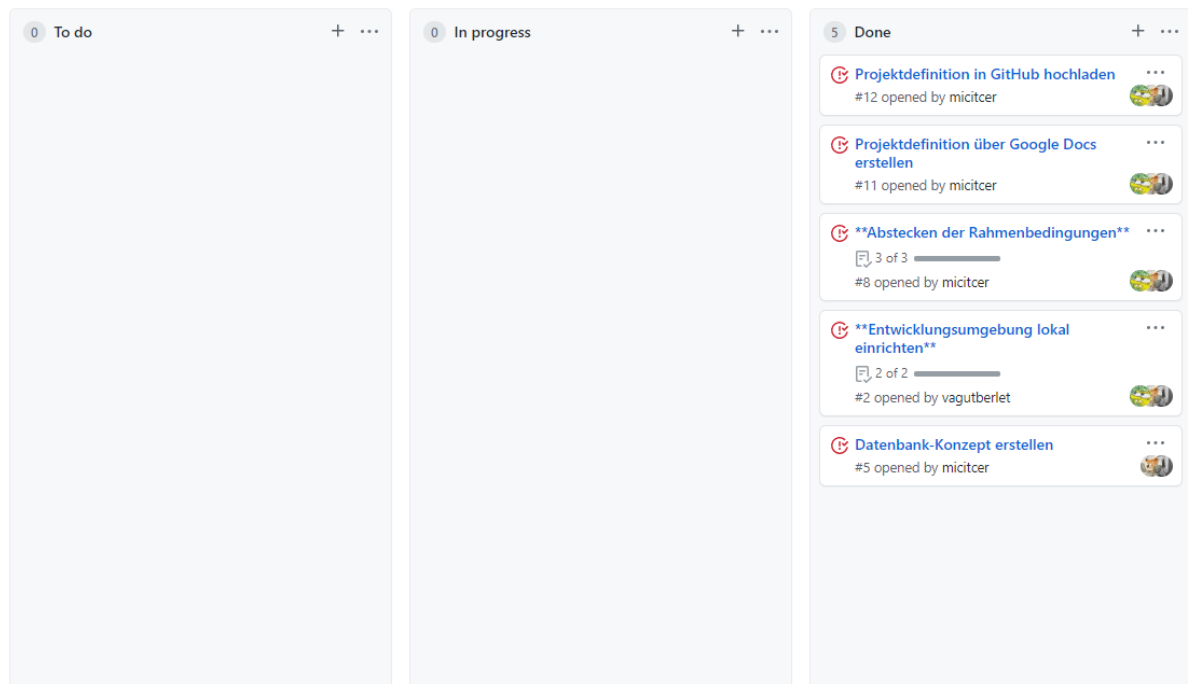 0 To do
0 In progress
5 Done
Projektdefinition in GitHub hochladen
#12 opened by micitcer
Projektdefinition über Google Docs
erstellen
#11 opened by micitcer
**Abstecken der Rahmenbedingungen**
3 of 3
#8 opened by micitcer
**Entwicklungsumgebung lokal
einrichten**
2 of 2
#2 opened by vagutberlet
Datenbank-Konzept erstellen
#5 opened by micitcer